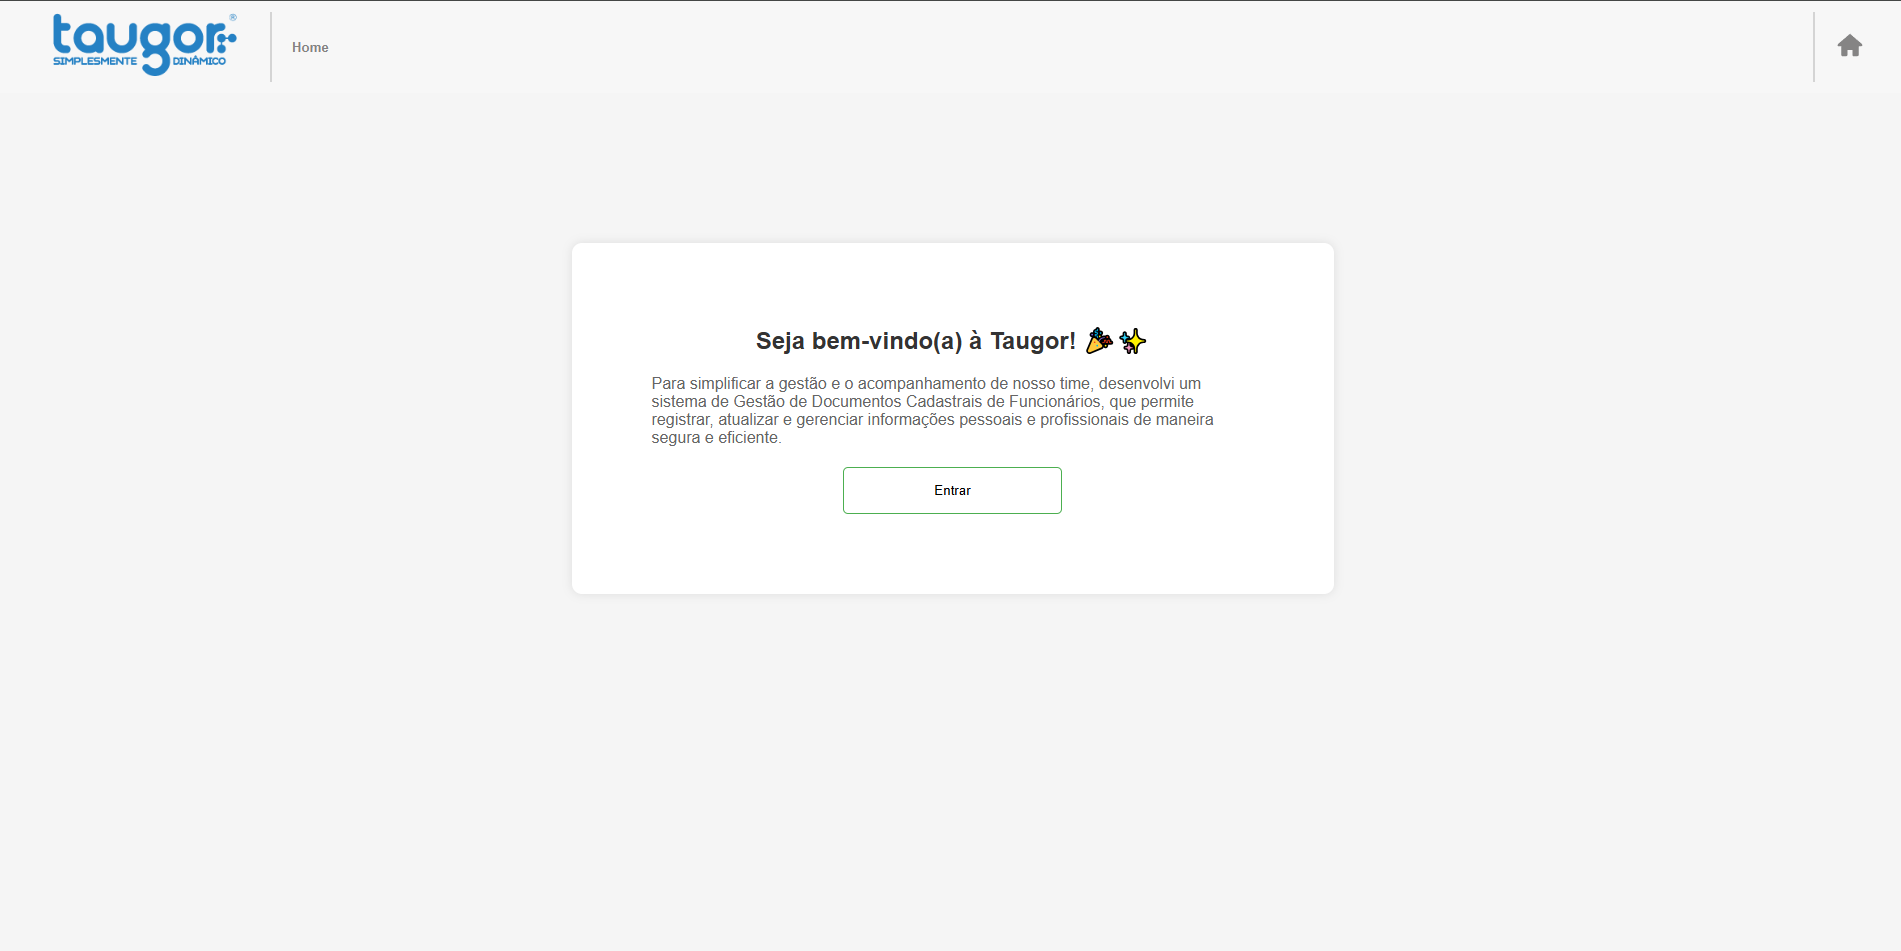 taugor®
SIMPLESMENTE DINÂMICO
Home
Seja bem-vindo(a) à Taugor! 🎉✨
Para simplificar a gestão e o acompanhamento de nosso time, desenvolvi um
sistema de Gestão de Documentos Cadastrais de Funcionários, que permite
registrar, atualizar e gerenciar informações pessoais e profissionais de maneira
segura e eficiente.
Entrar